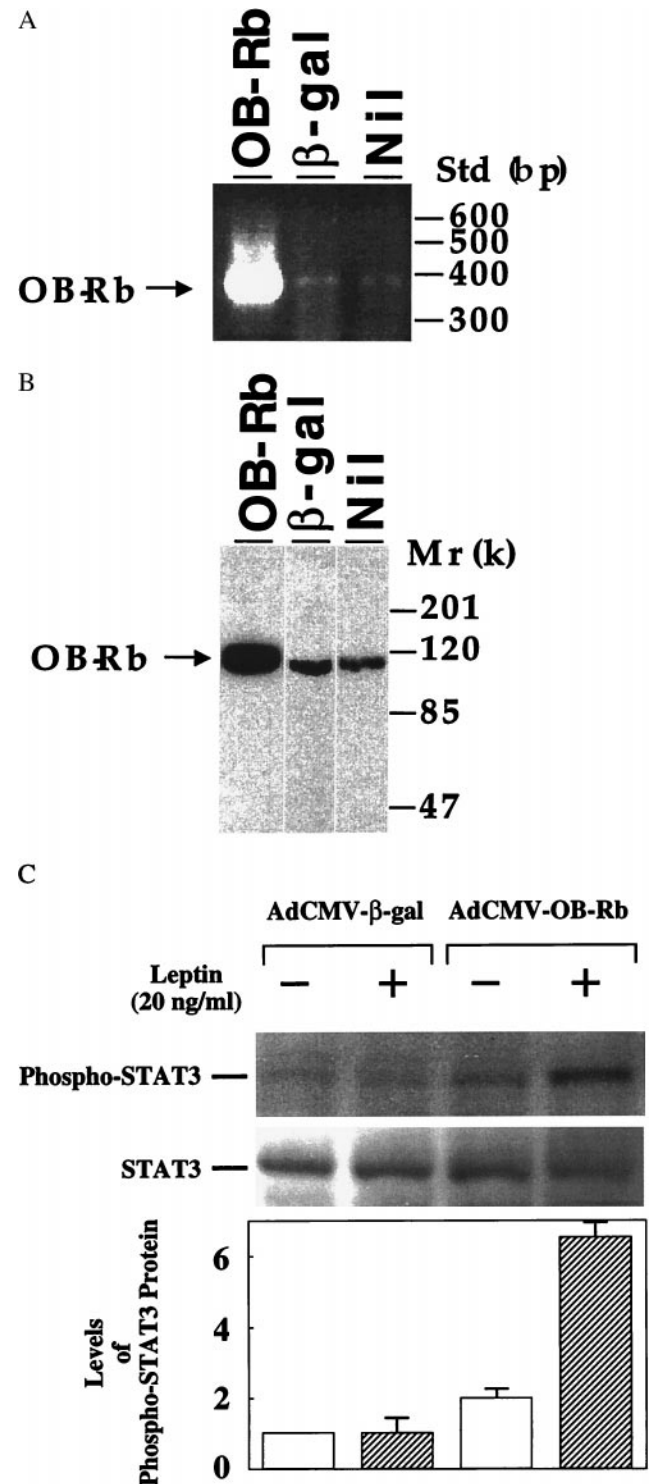 A
OB-Rb
β-gal
Nil
Std (bp)
600
500
OB-Rb
400
300
B
OB-Rb
β-gal
Nil
Mr (k)
201
OB-Rb
120
85
47
C
AdCMV-β-gal AdCMV-OB-Rb
Leptin
(20 ng/ml)
− + − +
Phospho-STAT3
STAT3
Levels
of
Phospho-STAT3 Protein
6
4
2
0